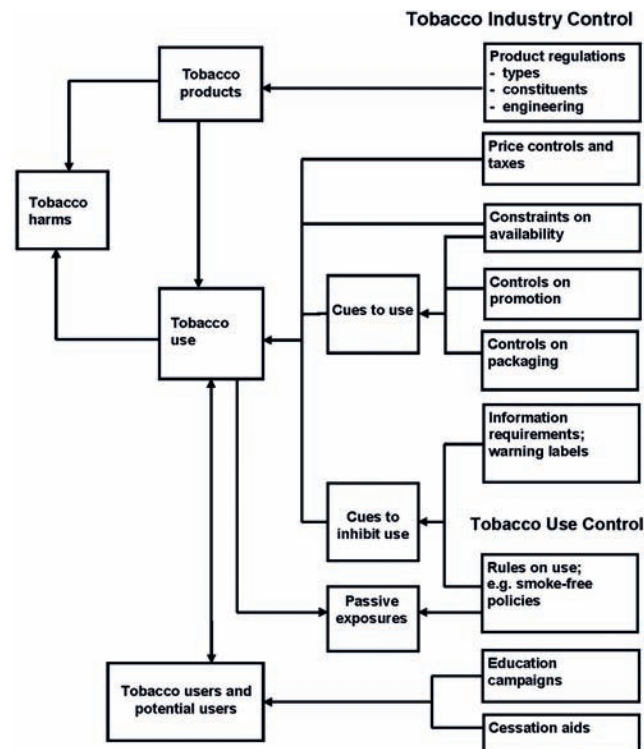 Tobacco Industry Control
Product regulations
- types
- constituents
- engineering
Tobacco
products
Price controls and
taxes
Tobacco
harms
Constraints on
availability
Cues to use
Controls on
promotion
Tobacco
use
Controls on
packaging
Information
requirements;
warning labels
Cues to
inhibit use
Tobacco Use Control
Rules on use;
e.g. smoke-free
policies
Passive
exposures
Education
campaigns
Tobacco users and
potential users
Cessation aids